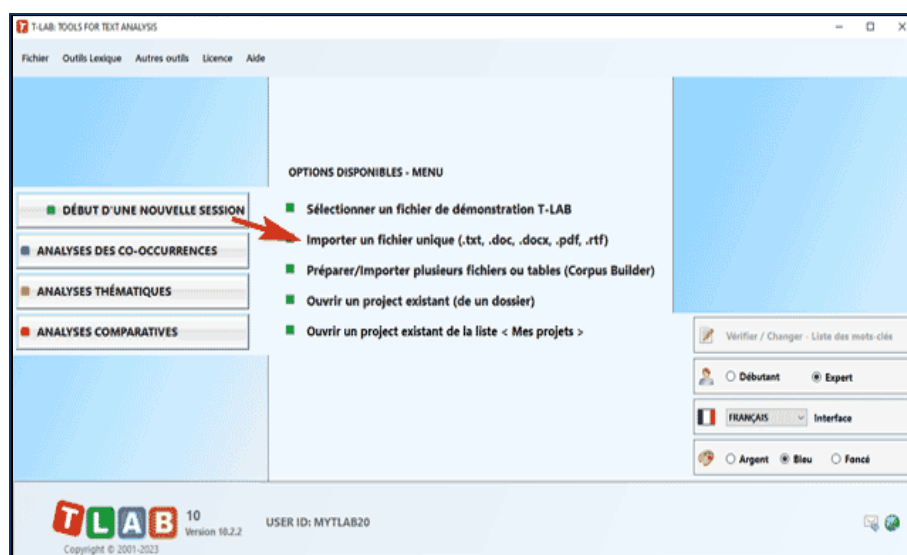 T-LAB: TOOLS FOR TEXT ANALYSIS
Fichier Outils Lexique Autres outils Licence Aide
OPTIONS DISPONIBLES - MENU
DÉBUT D'UNE NOUVELLE SESSION
ANALYSES DES CO-OCCURRENCES
ANALYSES THÉMATIQUES
ANALYSES COMPARATIVES
Sélectionner un fichier de démonstration T-LAB
Importer un fichier unique (.txt, .doc, .docx, .pdf, .rtf)
Préparer/Importer plusieurs fichiers ou tables (Corpus Builder)
Ouvrir un project existant (de un dossier)
Ouvrir un project existant de la liste < Mes projets >
Vérifier / Changer - Liste des mots-clés
Débutant Expert
FRANÇAIS Interface
Argent Bleu Foncé
T LAB 10
Version 10.2.2
USER ID: MYTLAB20
Copyright © 2001-2023